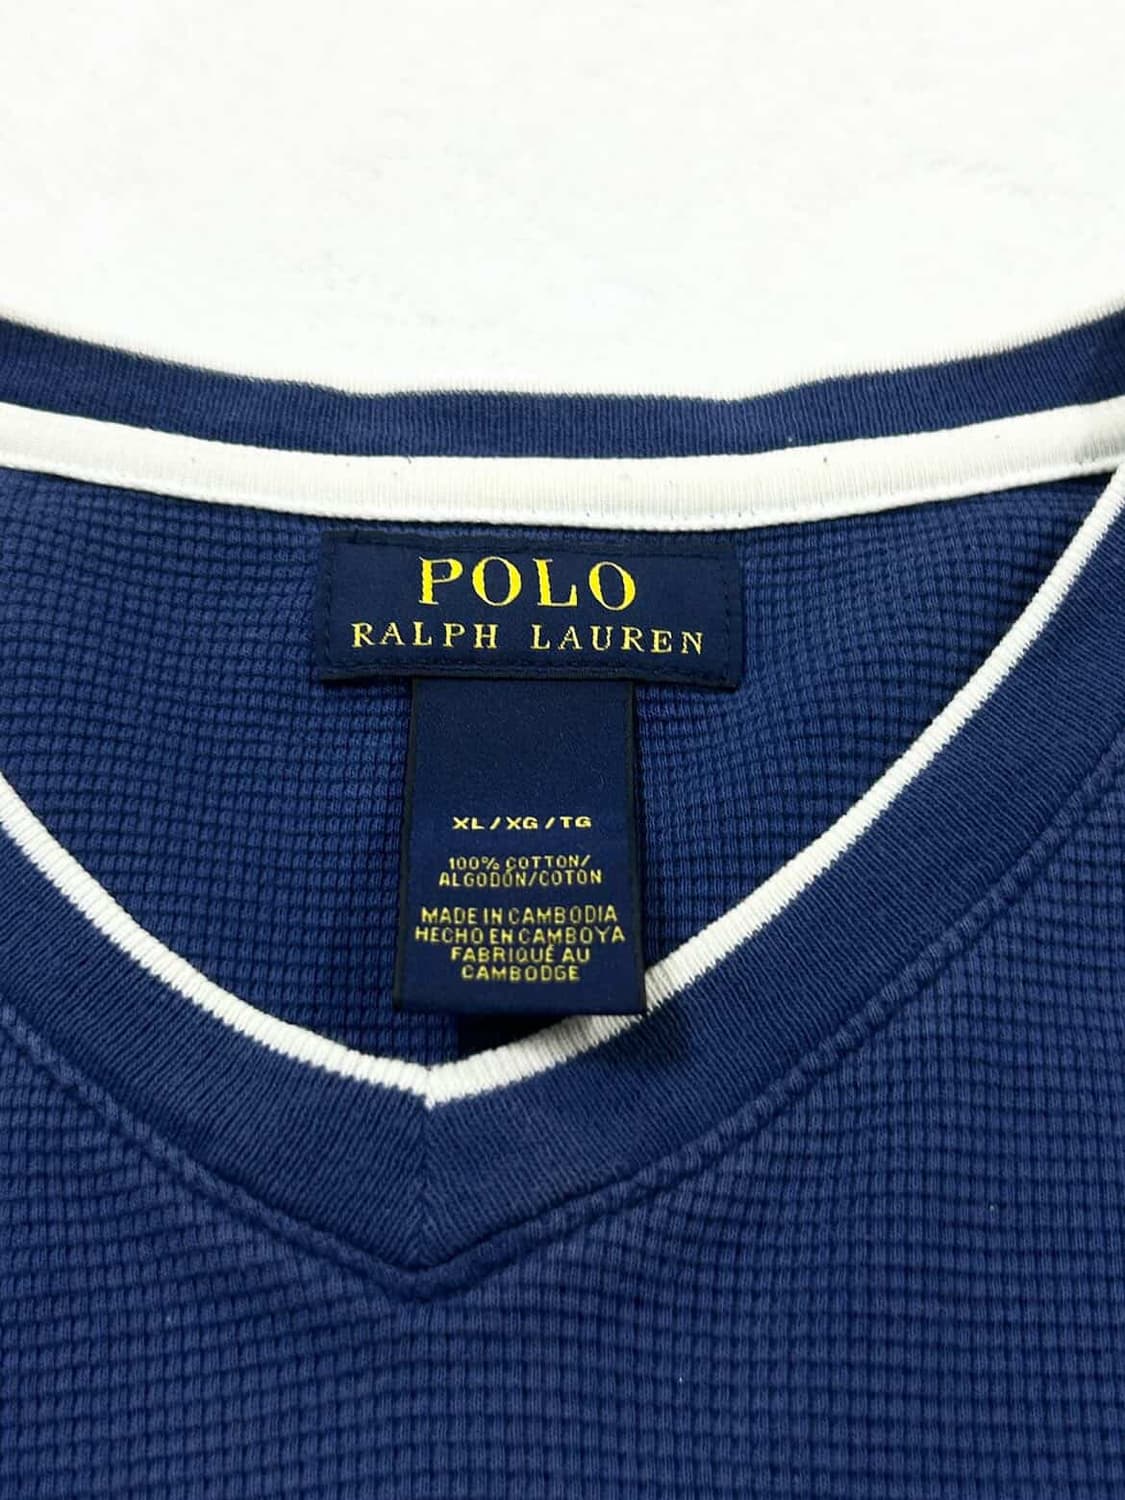 POLO
RALPH LAUREN
XL/XG/TG
100% COTTON/
ALGODÓN/COTON
MADE IN CAMBODIA
HECHO EN CAMBOYA
FABRIQUÉ AU
CAMBODGE